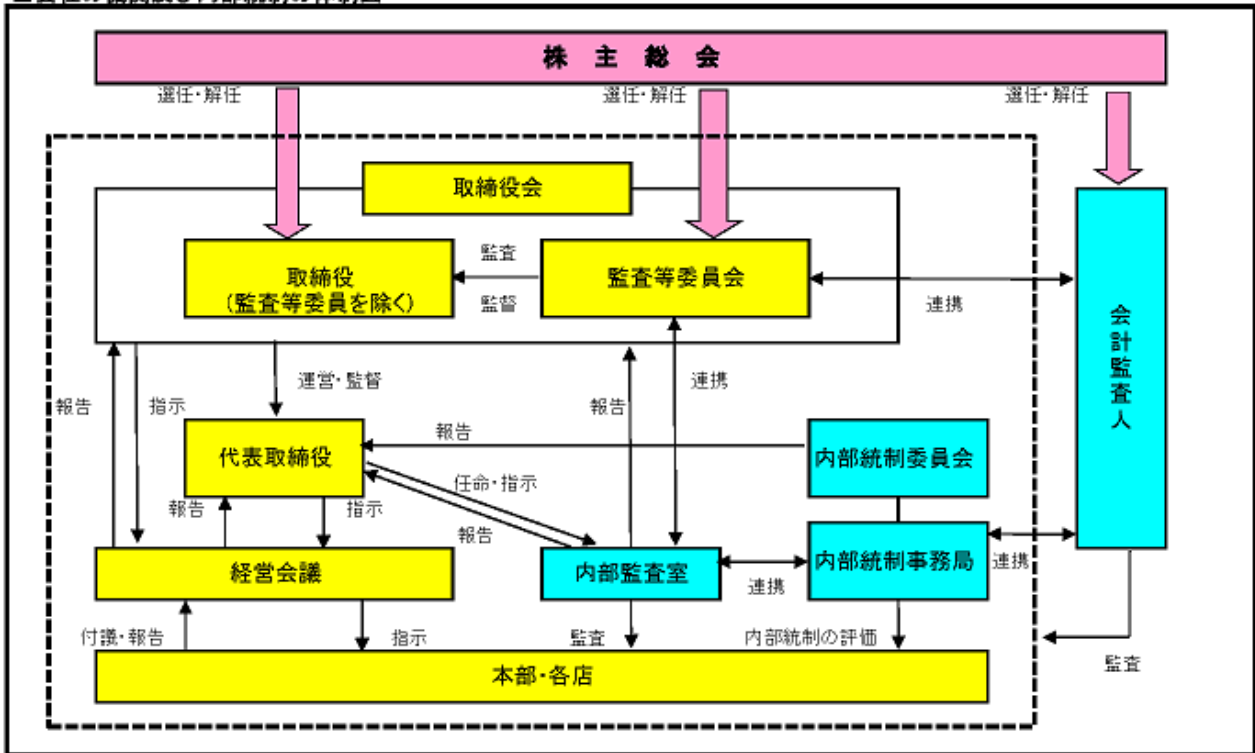 株主総会
選任・解任
選任・解任
選任・解任
取締役会
取締役
(監査等委員を除く)
監査
監督
監査等委員会
連携
会計監査人
報告
指示
運営・監督
報告
連携
代表取締役
報告
内部統制委員会
任命・指示
報告
報告
指示
経営会議
内部監査室
連携
内部統制事務局
連携
付議・報告
指示
監査
内部統制の評価
監査
本部・各店